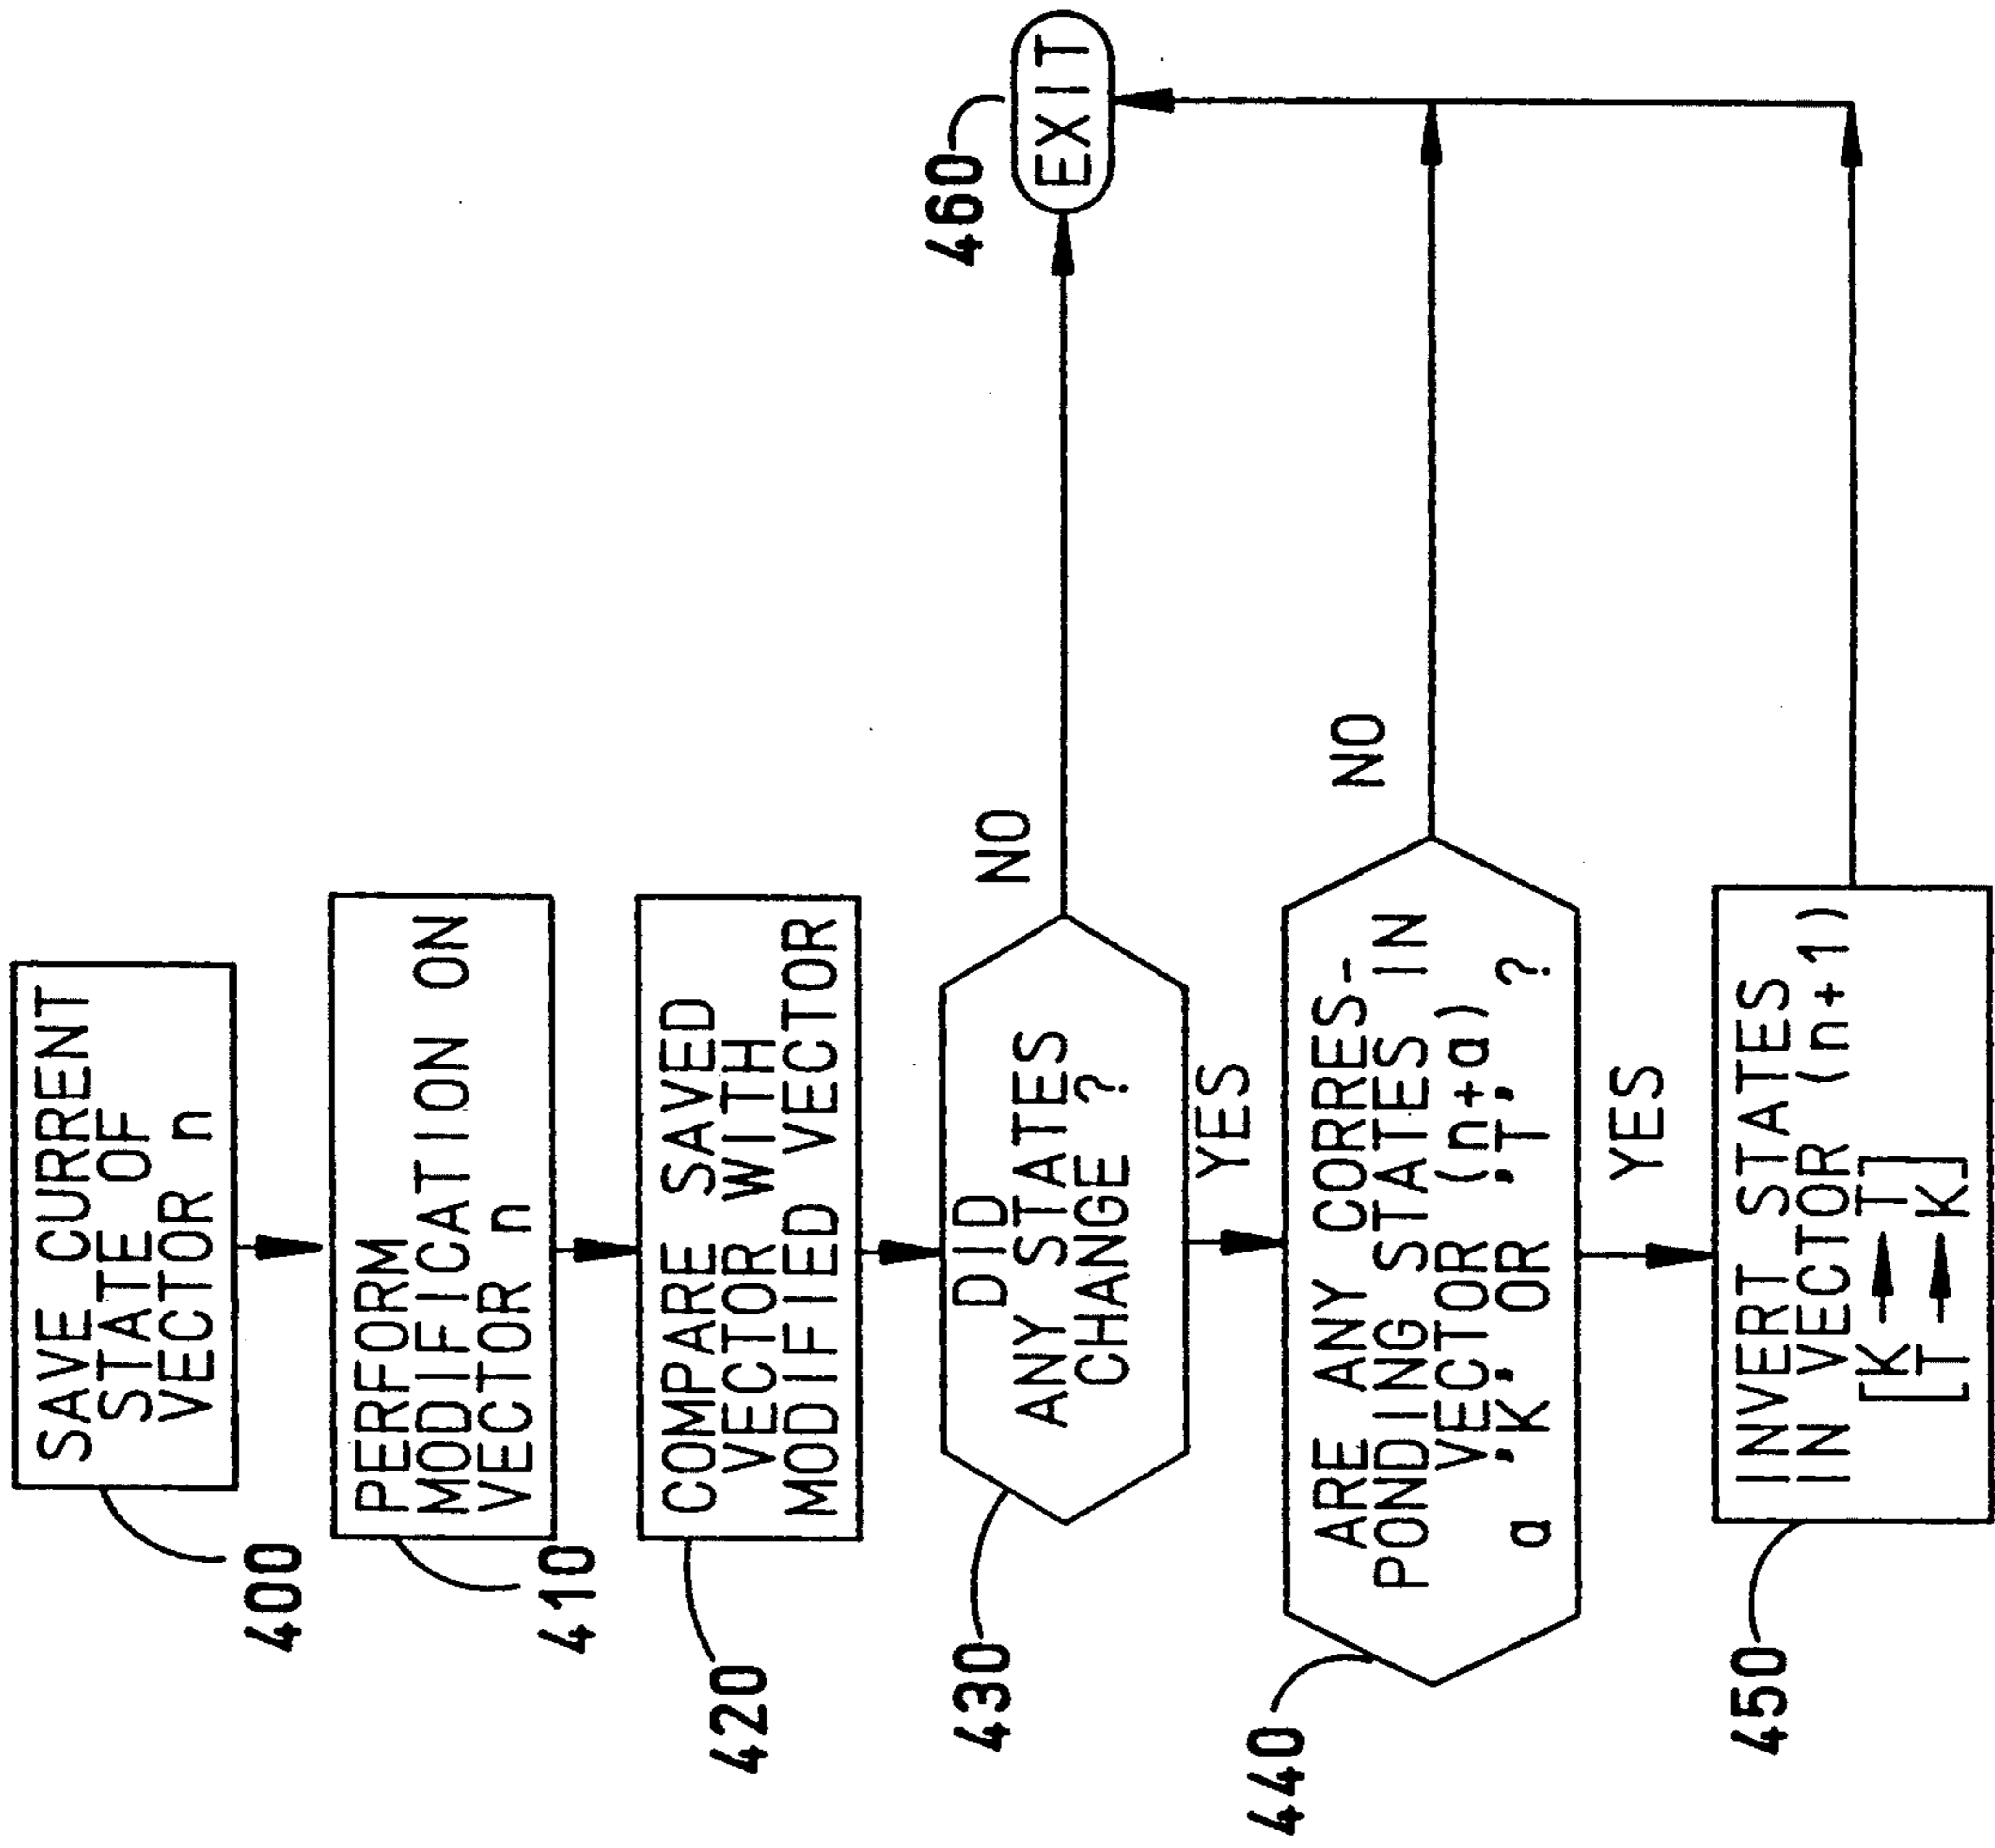 400
SAVE CURRENT
STATE OF
VECTOR n
410
PERFORM
MODIFICATION ON
VECTOR n
420
COMPARE SAVED
VECTOR WITH
MODIFIED VECTOR
430
DID
ANY STATES
CHANGE ?
NO
YES
460
EXIT
440
ARE ANY CORRES-
PONDING STATES IN
VECTOR (n+a)
a 'K' OR 'T' ?
NO
YES
450
INVERT STATES
IN VECTOR (n+1)
[K → T]
[T → K]